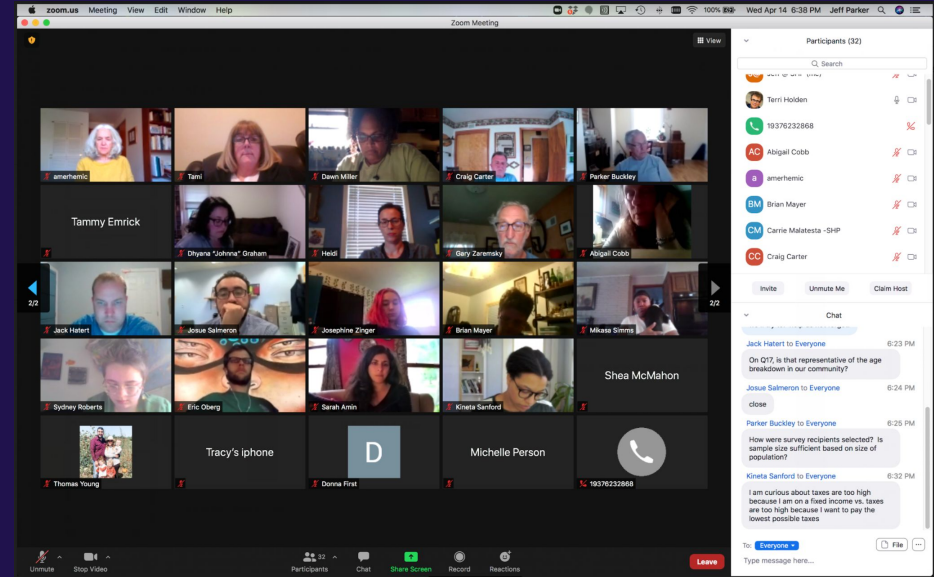 zoom.us Meeting View Edit Window Help 100% Wed Apr 14 6:38 PM Jeff Parker
Zoom Meeting
View
amerhemic
Tami
Dawn Miller
Craig Carter
Parker Buckley
Tammy Emrick
Dhyana "Johnna" Graham
Heidi
Gary Zaremsky
Abigail Cobb
2/2
2/2
Jack Hatert
Josue Salmeron
Josephine Zinger
Brian Mayer
Mikasa Simms
Sydney Roberts
Eric Oberg
Sarah Amin
Kineta Sanford
Shea McMahon
Thomas Young
Tracy's iphone
D
Donna First
Michelle Person
19376232868
Unmute
Stop Video
32
Participants
Chat
Share Screen
Record
Reactions
Leave
Participants (32)
Search
Terri Holden
19376232868
AC Abigail Cobb
a amerhemic
BM Brian Mayer
CM Carrie Malatesta -SHP
CC Craig Carter
Invite Unmute Me Claim Host
Chat
Jack Hatert to Everyone 6:23 PM
On Q17, is that representative of the age
breakdown in our community?
Josue Salmeron to Everyone 6:24 PM
close
Parker Buckley to Everyone 6:25 PM
How were survey recipients selected? Is
sample size sufficient based on size of
population?
Kineta Sanford to Everyone 6:32 PM
I am curious about taxes are too high
because I am on a fixed income vs. taxes
are too high because I want to pay the
lowest possible taxes
To: Everyone File
Type message here...